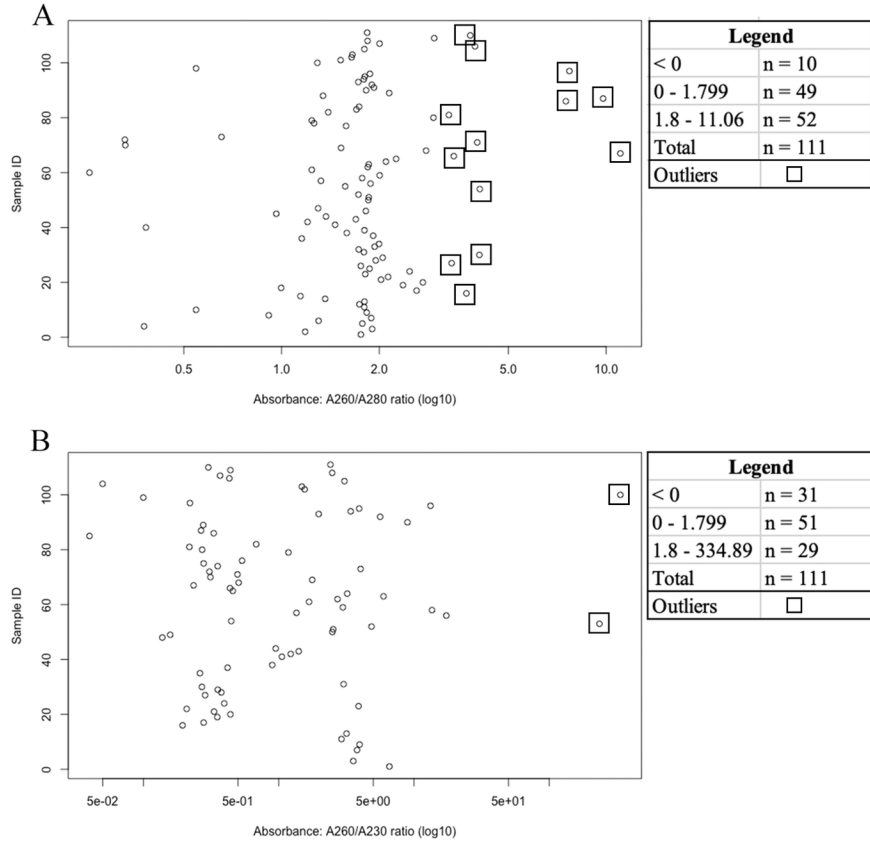 A
Sample ID
100
80
60
40
20
0
0.5 1.0 2.0 5.0 10.0
Absorbance: A260/A280 ratio (log10)
Legend
< 0 n = 10
0 - 1.799 n = 49
1.8 - 11.06 n = 52
Total n = 111
Outliers
B
Sample ID
100
80
60
40
20
0
5e-02 5e-01 5e+00 5e+01
Absorbance: A260/A230 ratio (log10)
Legend
< 0 n = 31
0 - 1.799 n = 51
1.8 - 334.89 n = 29
Total n = 111
Outliers